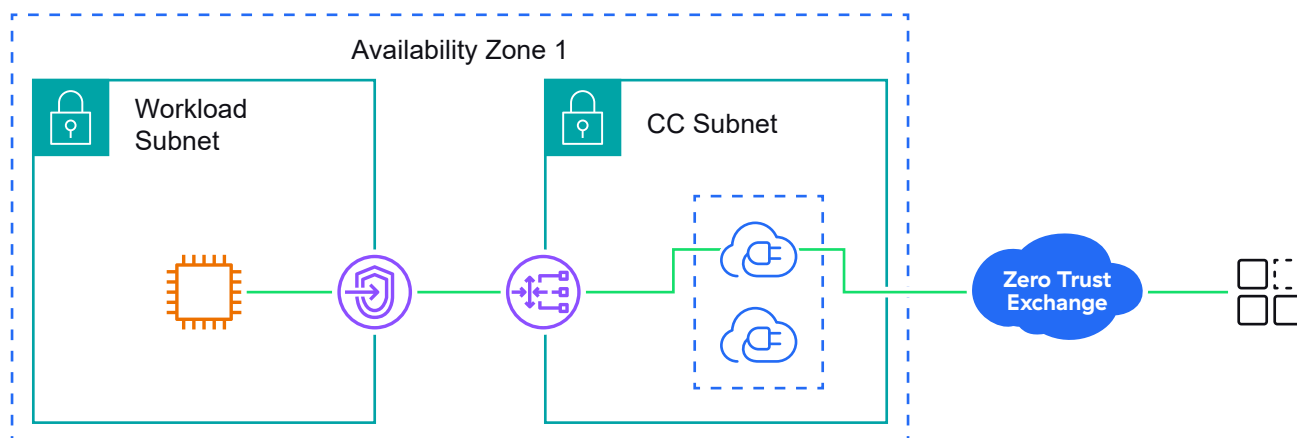 Availability Zone 1
Workload
Subnet
CC Subnet
Zero Trust
Exchange